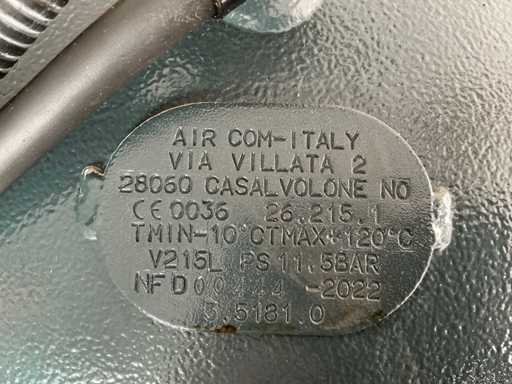 AIR COM-ITALY
VIA VILLATA 2
28060 CASALVOLONE NO
CE 0036 26.215.1
TMIN-10°C TMAX+120°C
V215L PS 11.5BAR
NF D -2022
5.5181.0